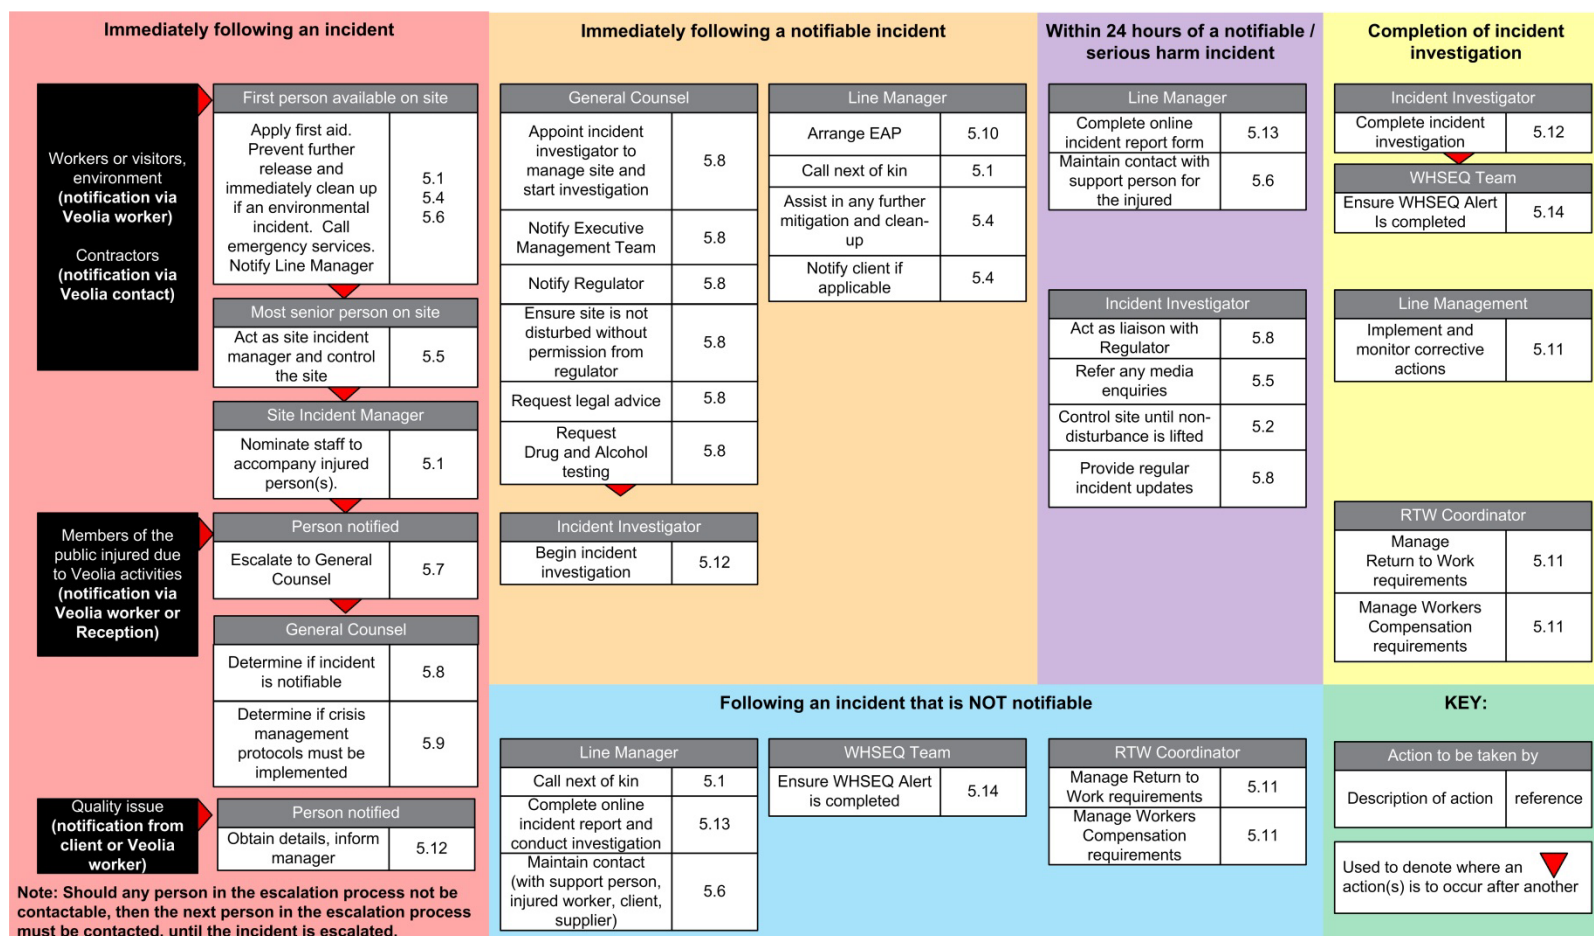 Immediately following an incident
Workers or visitors,
environment
(notification via
Veolia worker)
Contractors
(notification via
Veolia contact)
First person available on site
Apply first aid.
Prevent further
release and
immediately clean up
if an environmental
incident.  Call
emergency services.
Notify Line Manager
5.1
5.4
5.6
Most senior person on site
Act as site incident
manager and control
the site
5.5
Site Incident Manager
Nominate staff to
accompany injured
person(s).
5.1
Members of the
public injured due
to Veolia activities
(notification via
Veolia worker or
Reception)
Person notified
Escalate to General
Counsel
5.7
General Counsel
Determine if incident
is notifiable
5.8
Determine if crisis
management
protocols must be
implemented
5.9
Quality issue
(notification from
client or Veolia
worker)
Person notified
Obtain details, inform
manager
5.12
Note: Should any person in the escalation process not be
contactable, then the next person in the escalation process
must be contacted, until the incident is escalated.
Immediately following a notifiable incident
General Counsel
Appoint incident
investigator to
manage site and
start investigation
5.8
Notify Executive
Management Team
5.8
Notify Regulator
5.8
Ensure site is not
disturbed without
permission from
regulator
5.8
Request legal advice
5.8
Request
Drug and Alcohol
testing
5.8
Incident Investigator
Begin incident
investigation
5.12
Line Manager
Arrange EAP
5.10
Call next of kin
5.1
Assist in any further
mitigation and clean-
up
5.4
Notify client if
applicable
5.4
Within 24 hours of a notifiable /
serious harm incident
Line Manager
Complete online
incident report form
5.13
Maintain contact with
support person for
the injured
5.6
Incident Investigator
Act as liaison with
Regulator
5.8
Refer any media
enquiries
5.5
Control site until non-
disturbance is lifted
5.2
Provide regular
incident updates
5.8
Completion of incident
investigation
Incident Investigator
Complete incident
investigation
5.12
WHSEQ Team
Ensure WHSEQ Alert
Is completed
5.14
Line Management
Implement and
monitor corrective
actions
5.11
RTW Coordinator
Manage
Return to Work
requirements
5.11
Manage Workers
Compensation
requirements
5.11
Following an incident that is NOT notifiable
Line Manager
Call next of kin
5.1
Complete online
incident report and
conduct investigation
5.13
Maintain contact
(with support person,
injured worker, client,
supplier)
5.6
WHSEQ Team
Ensure WHSEQ Alert
is completed
5.14
RTW Coordinator
Manage Return to
Work requirements
5.11
Manage Workers
Compensation
requirements
5.11
KEY:
Action to be taken by
Description of action
reference
Used to denote where an
action(s) is to occur after another